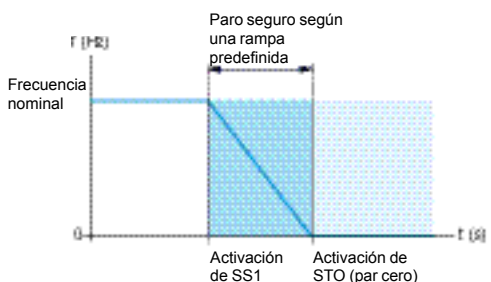 Paro seguro según
una rampa
predefinida
f (Hz)
Frecuencia
nominal
0
t (s)
Activación
de SS1
Activación de
STO (par cero)